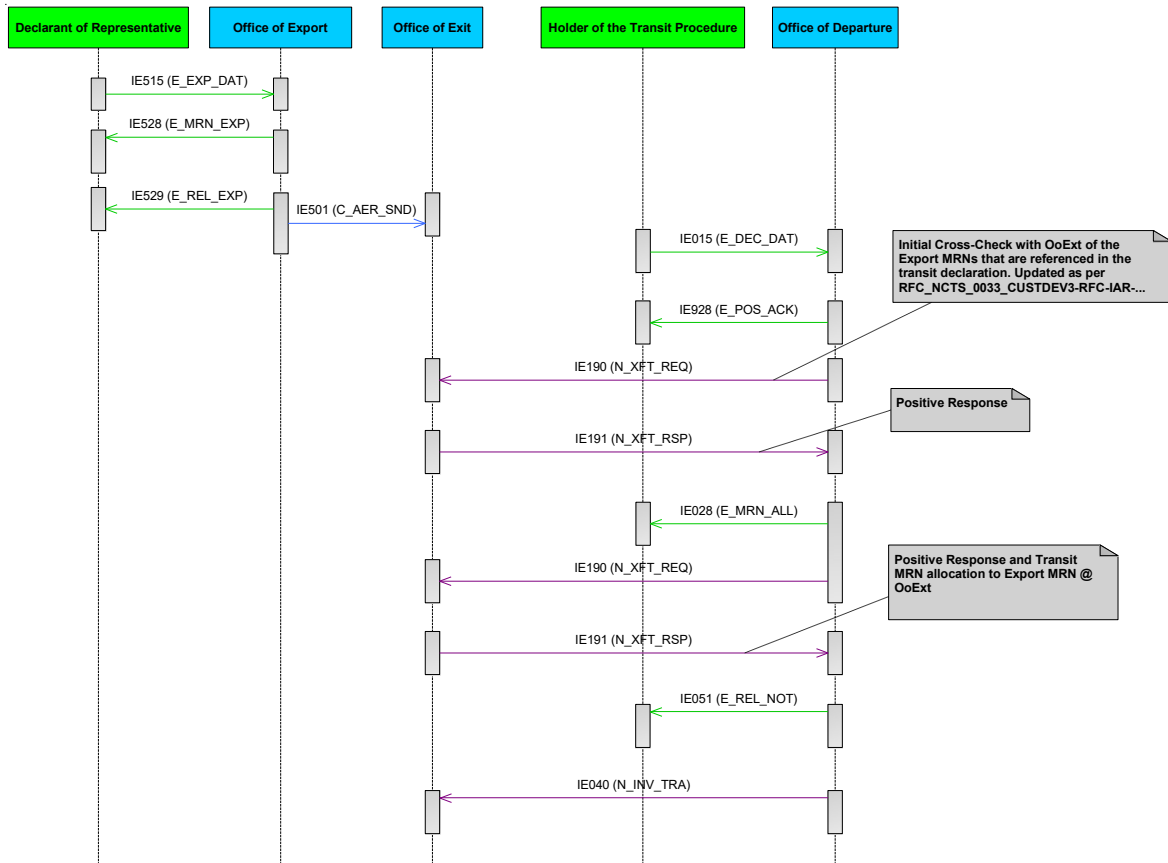 Declarant of Representative
Office of Export
Office of Exit
Holder of the Transit Procedure
Office of Departure
IE515 (E_EXP_DAT)
IE528 (E_MRN_EXP)
IE529 (E_REL_EXP)
IE501 (C_AER_SND)
IE015 (E_DEC_DAT)
Initial Cross-Check with OoExt of the
Export MRNs that are referenced in the
transit declaration. Updated as per
RFC_NCTS_0033_CUSTDEV3-RFC-IAR-...
IE928 (E_POS_ACK)
IE190 (N_XFT_REQ)
Positive Response
IE191 (N_XFT_RSP)
IE028 (E_MRN_ALL)
Positive Response and Transit
MRN allocation to Export MRN @
OoExt
IE190 (N_XFT_REQ)
IE191 (N_XFT_RSP)
IE051 (E_REL_NOT)
IE040 (N_INV_TRA)